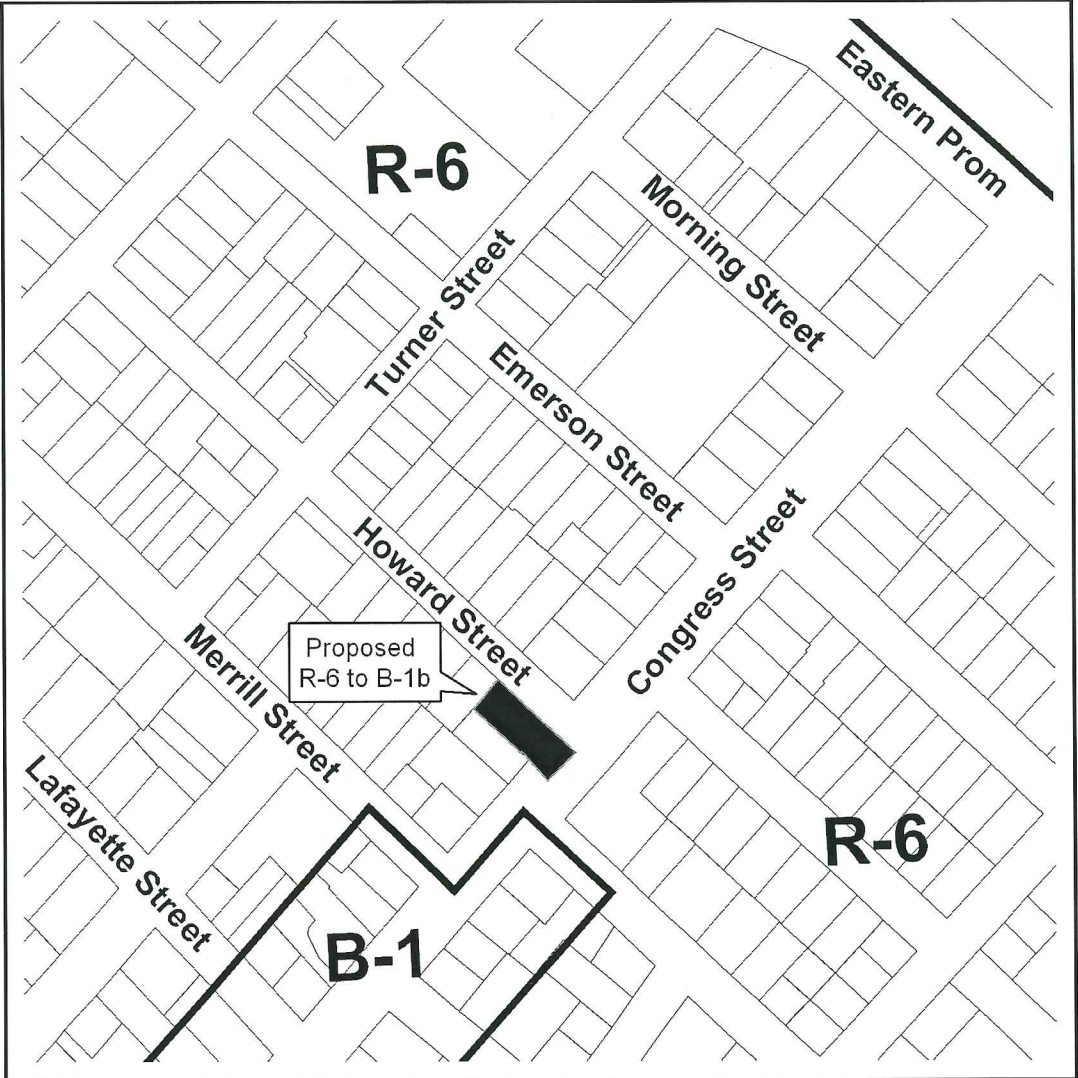 Eastern Prom
R-6
Morning Street
Turner Street
Emerson Street
Howard Street
Congress Street
Proposed
R-6 to B-1b
Merrill Street
Lafayette Street
R-6
B-1